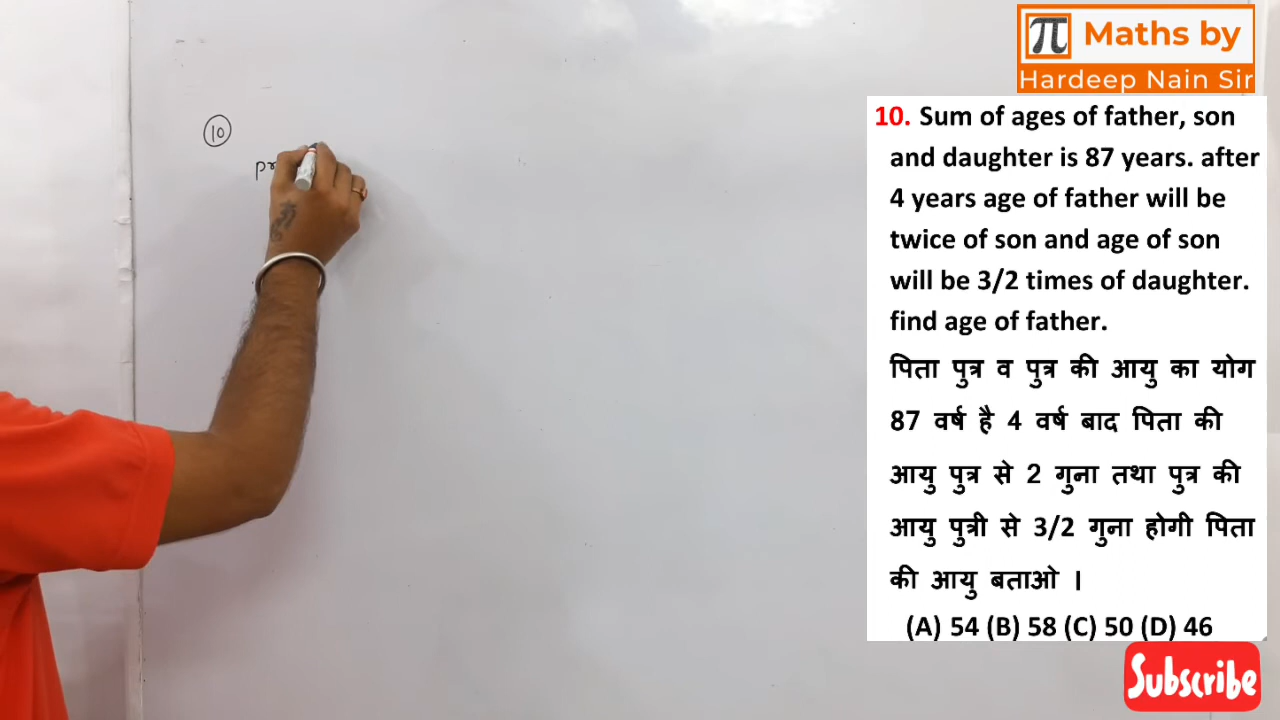 π Maths by
Hardeep Nain Sir
10
pr
10. Sum of ages of father, son
and daughter is 87 years. after
4 years age of father will be
twice of son and age of son
will be 3/2 times of daughter.
find age of father.
पिता पुत्र व पुत्र की आयु का योग
87 वर्ष है 4 वर्ष बाद पिता की
आयु पुत्र से 2 गुना तथा पुत्र की
आयु पुत्री से 3/2 गुना होगी पिता
की आयु बताओ ।
(A) 54 (B) 58 (C) 50 (D) 46
Subscribe